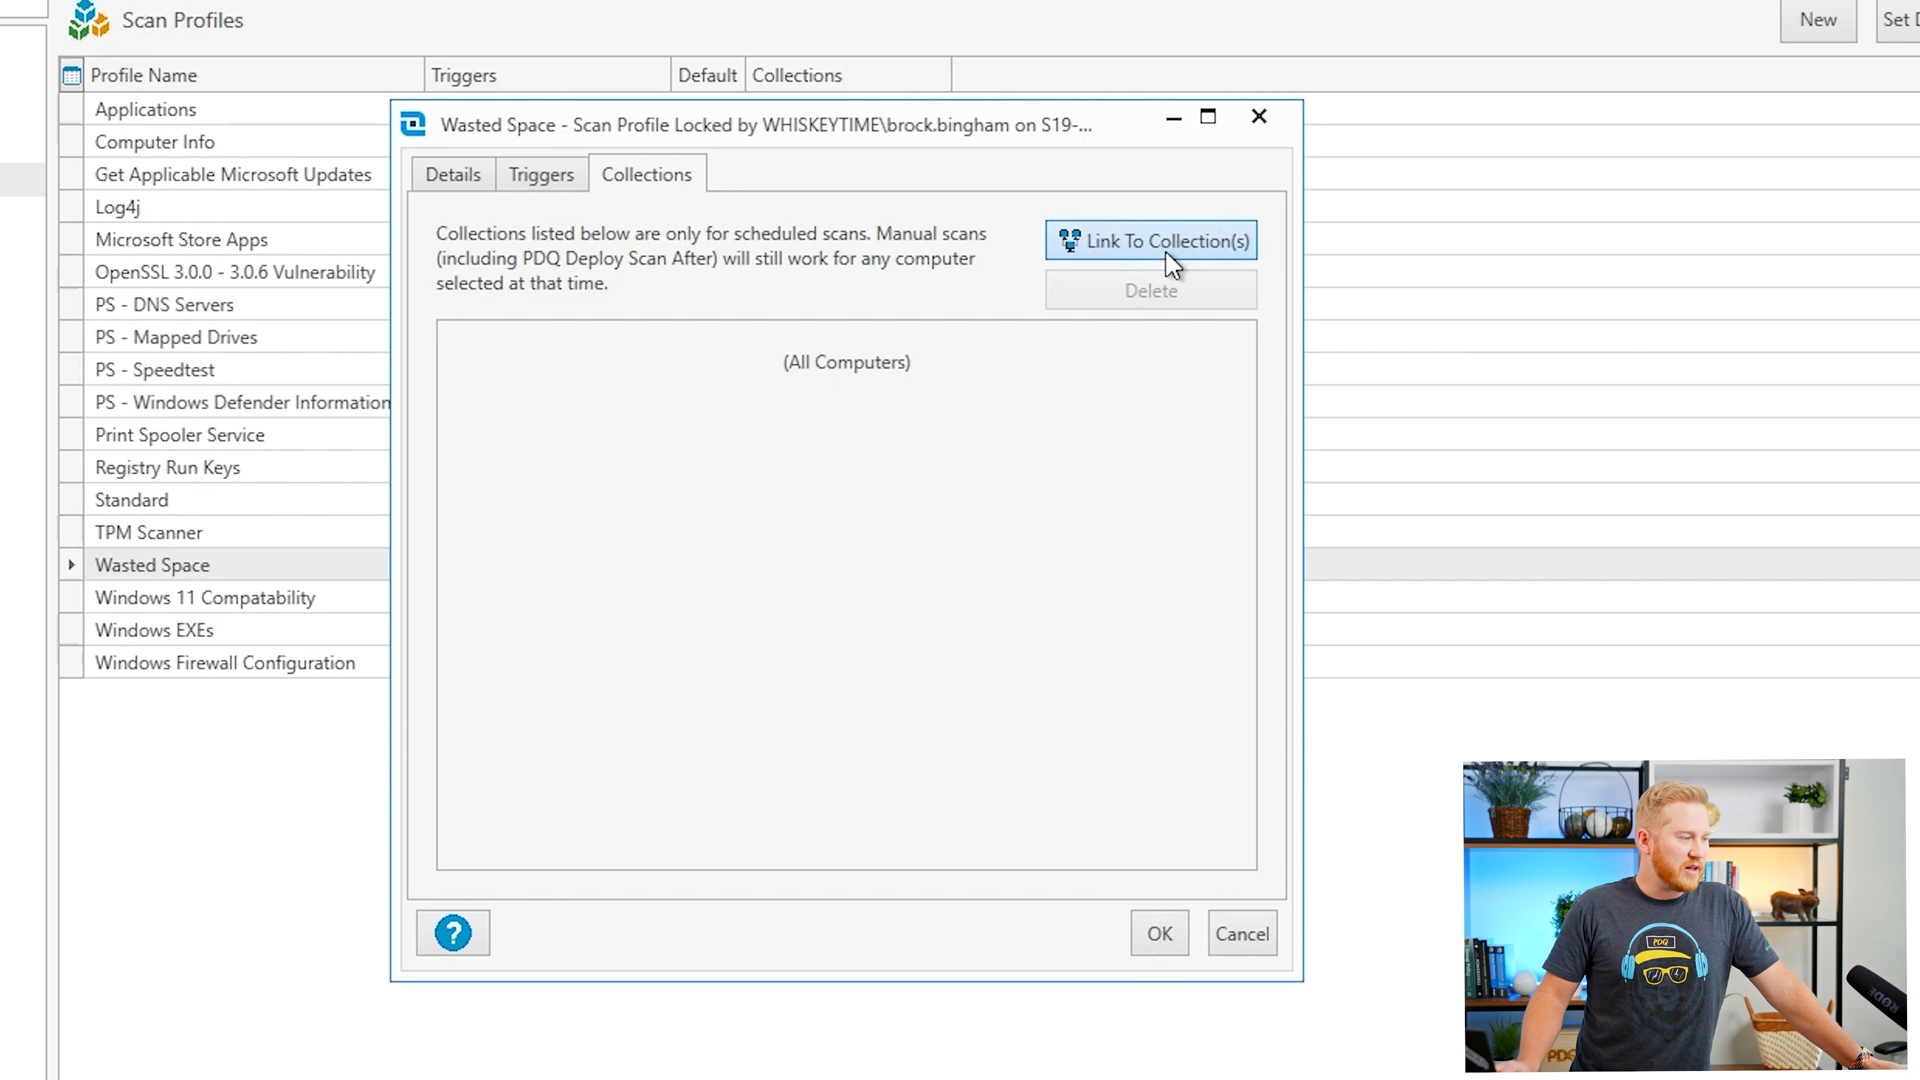 Scan Profiles
New
Set D
Profile Name
Triggers
Default
Collections
Applications
Computer Info
Get Applicable Microsoft Updates
Log4j
Microsoft Store Apps
OpenSSL 3.0.0 - 3.0.6 Vulnerability
PS - DNS Servers
PS - Mapped Drives
PS - Speedtest
PS - Windows Defender Information
Print Spooler Service
Registry Run Keys
Standard
TPM Scanner
Wasted Space
Windows 11 Compatability
Windows EXEs
Windows Firewall Configuration
Wasted Space - Scan Profile Locked by WHISKEYTIME\brock.bingham on S19-...
Details
Triggers
Collections
Collections listed below are only for scheduled scans. Manual scans
(including PDQ Deploy Scan After) will still work for any computer
selected at that time.
Link To Collection(s)
Delete
(All Computers)
?
OK
Cancel
PDQ
RØDE
PDQ